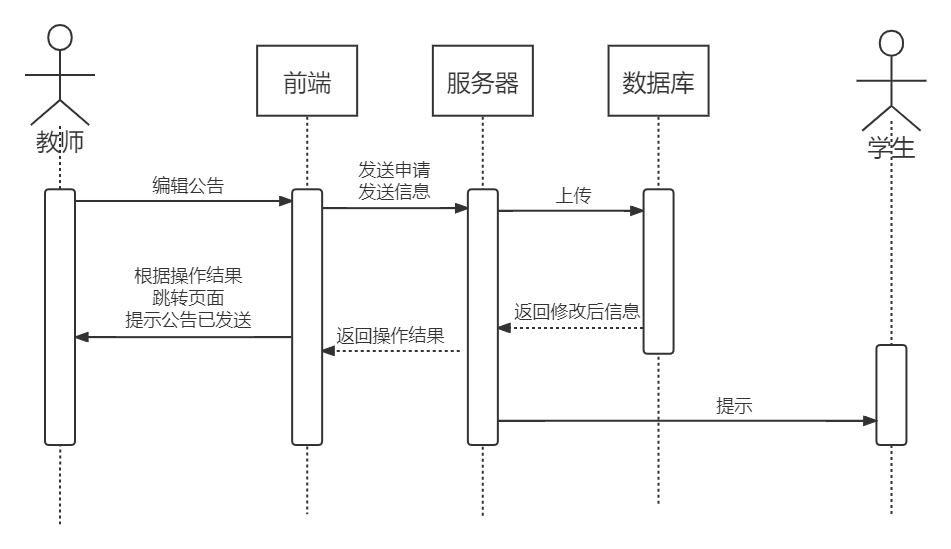 前端
服务器
数据库
教师
学生
编辑公告
发送申请
发送信息
上传
根据操作结果
跳转页面
提示公告已发送
返回操作结果
返回修改后信息
提示